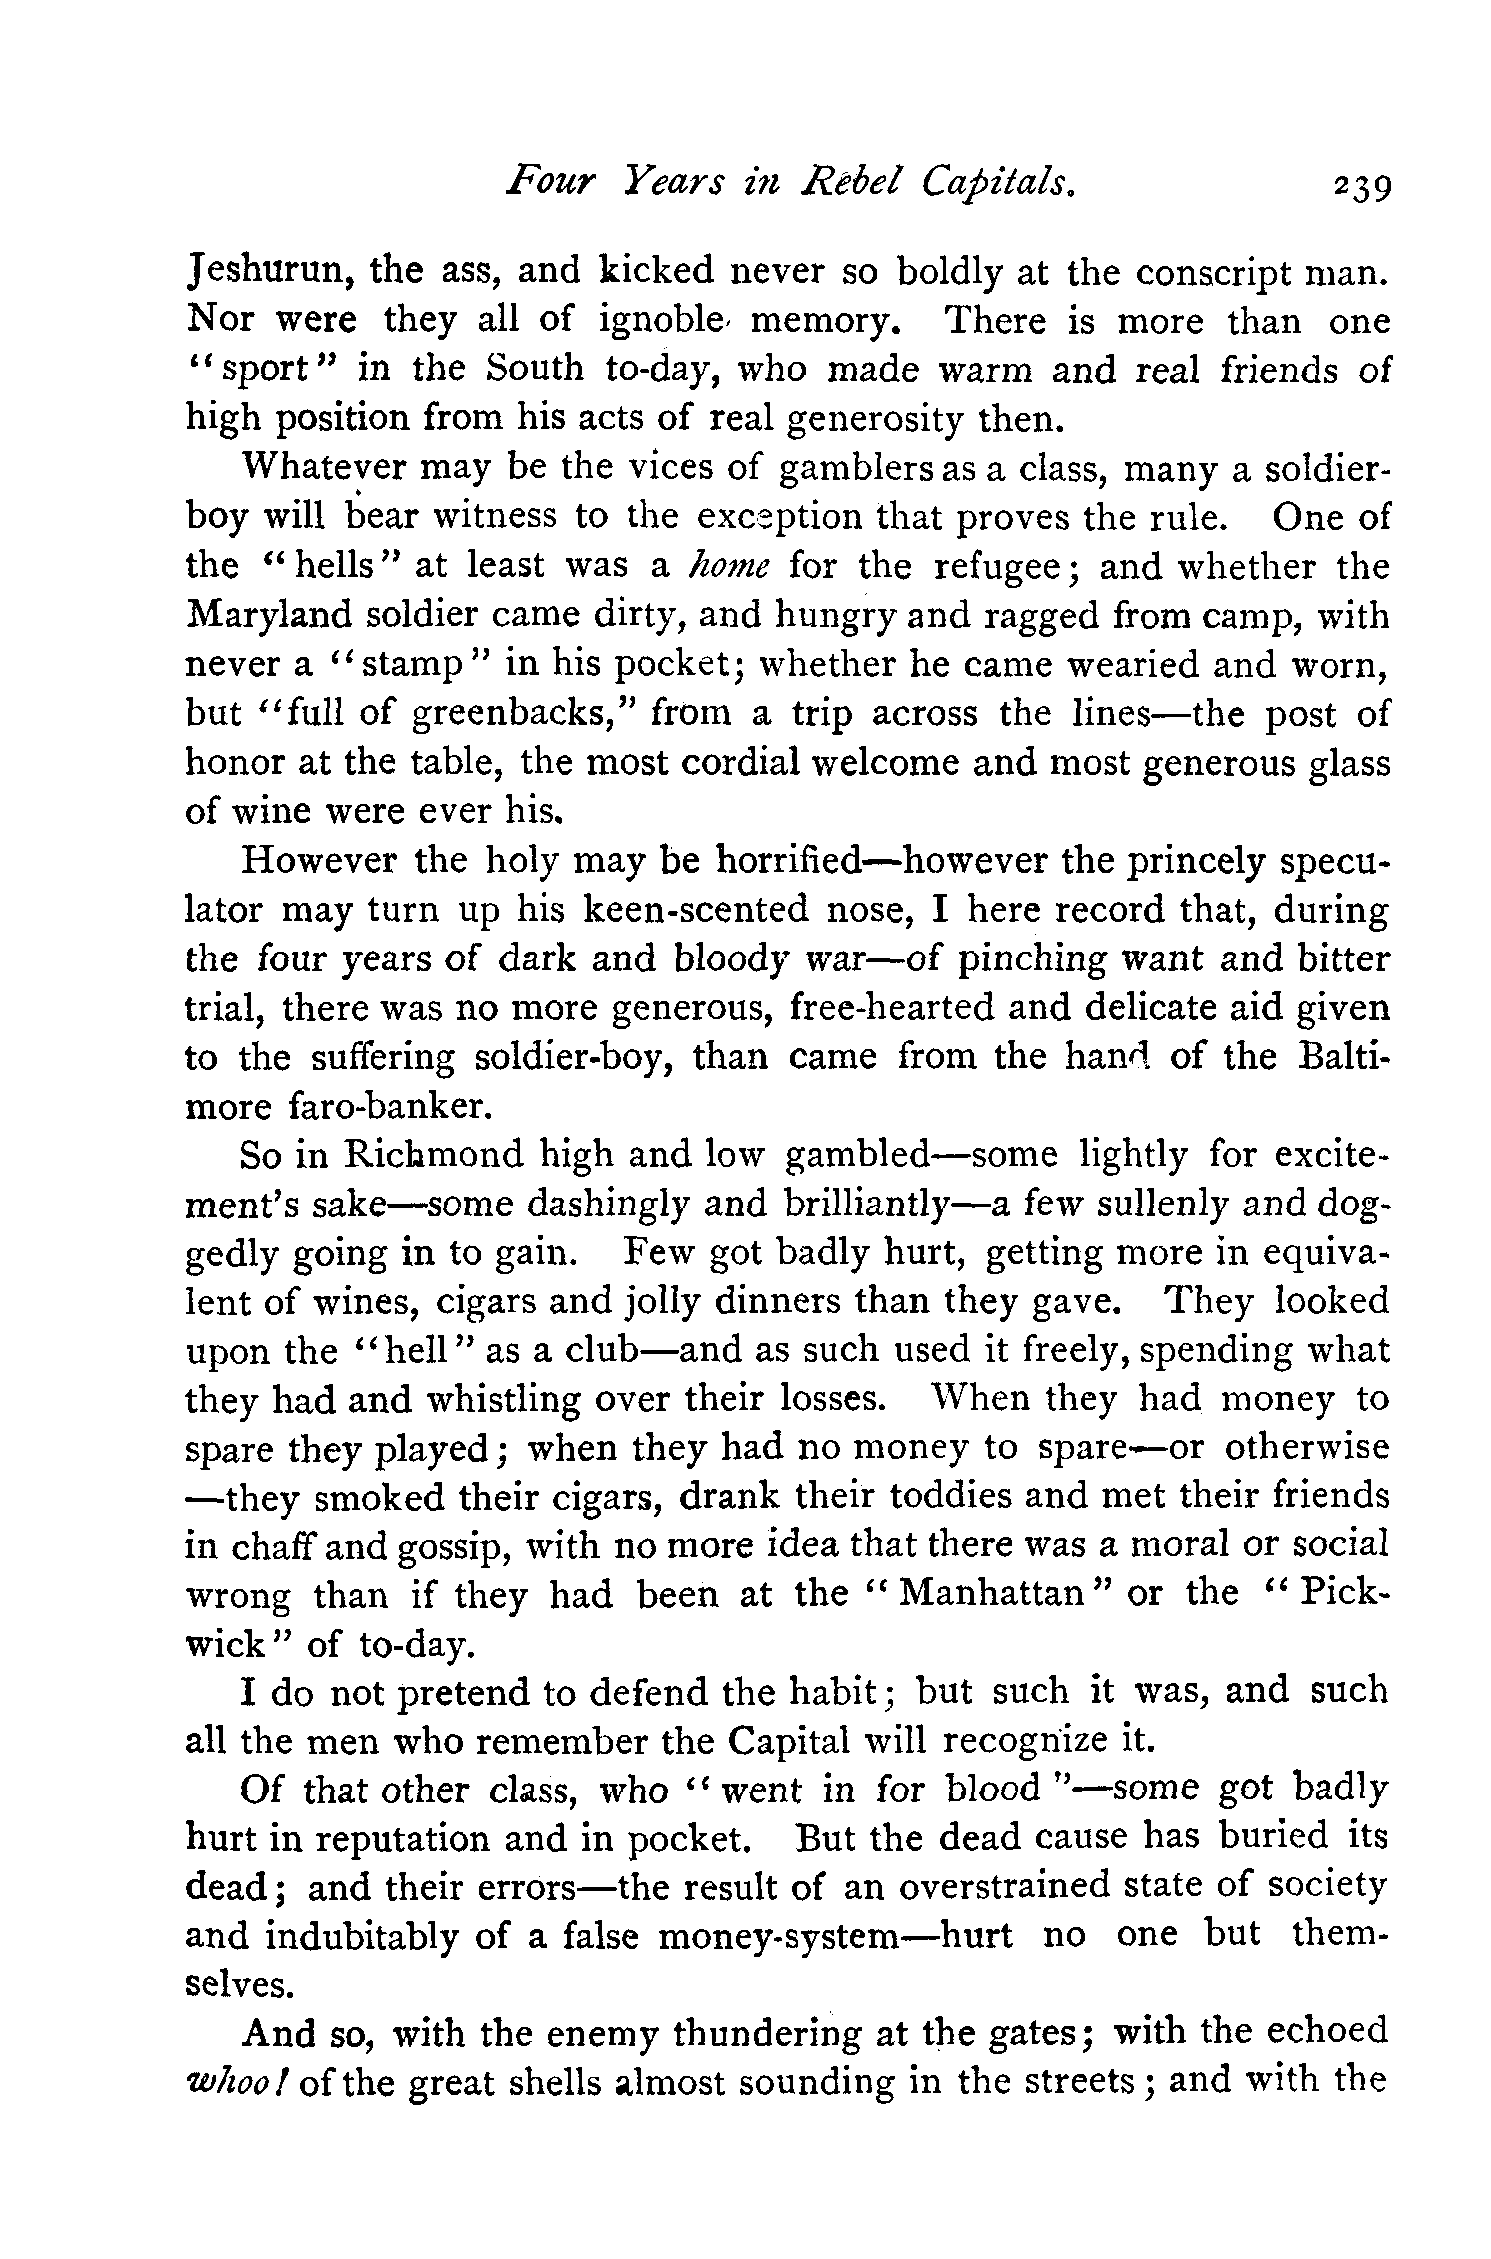 Four Years in Rebel Capitals. 239
Jeshurun, the ass, and kicked never so boldly at the conscript man.
Nor were they all of ignoble memory. There is more than one
"sport" in the South to-day, who made warm and real friends of
high position from his acts of real generosity then.
Whatever may be the vices of gamblers as a class, many a soldier-
boy will bear witness to the exception that proves the rule. One of
the "hells" at least was a home for the refugee; and whether the
Maryland soldier came dirty, and hungry and ragged from camp, with
never a "stamp" in his pocket; whether he came wearied and worn,
but "full of greenbacks," from a trip across the lines—the post of
honor at the table, the most cordial welcome and most generous glass
of wine were ever his.
However the holy may be horrified—however the princely specu-
lator may turn up his keen-scented nose, I here record that, during
the four years of dark and bloody war—of pinching want and bitter
trial, there was no more generous, free-hearted and delicate aid given
to the suffering soldier-boy, than came from the hand of the Balti-
more faro-banker.
So in Richmond high and low gambled—some lightly for excite-
ment's sake—some dashingly and brilliantly—a few sullenly and dog-
gedly going in to gain. Few got badly hurt, getting more in equiva-
lent of wines, cigars and jolly dinners than they gave. They looked
upon the "hell" as a club—and as such used it freely, spending what
they had and whistling over their losses. When they had money to
spare they played; when they had no money to spare—or otherwise
—they smoked their cigars, drank their toddies and met their friends
in chaff and gossip, with no more idea that there was a moral or social
wrong than if they had been at the "Manhattan" or the "Pick-
wick" of to-day.
I do not pretend to defend the habit; but such it was, and such
all the men who remember the Capital will recognize it.
Of that other class, who "went in for blood"—some got badly
hurt in reputation and in pocket. But the dead cause has buried its
dead; and their errors—the result of an overstrained state of society
and indubitably of a false money-system—hurt no one but them-
selves.
And so, with the enemy thundering at the gates; with the echoed
whoo! of the great shells almost sounding in the streets; and with the